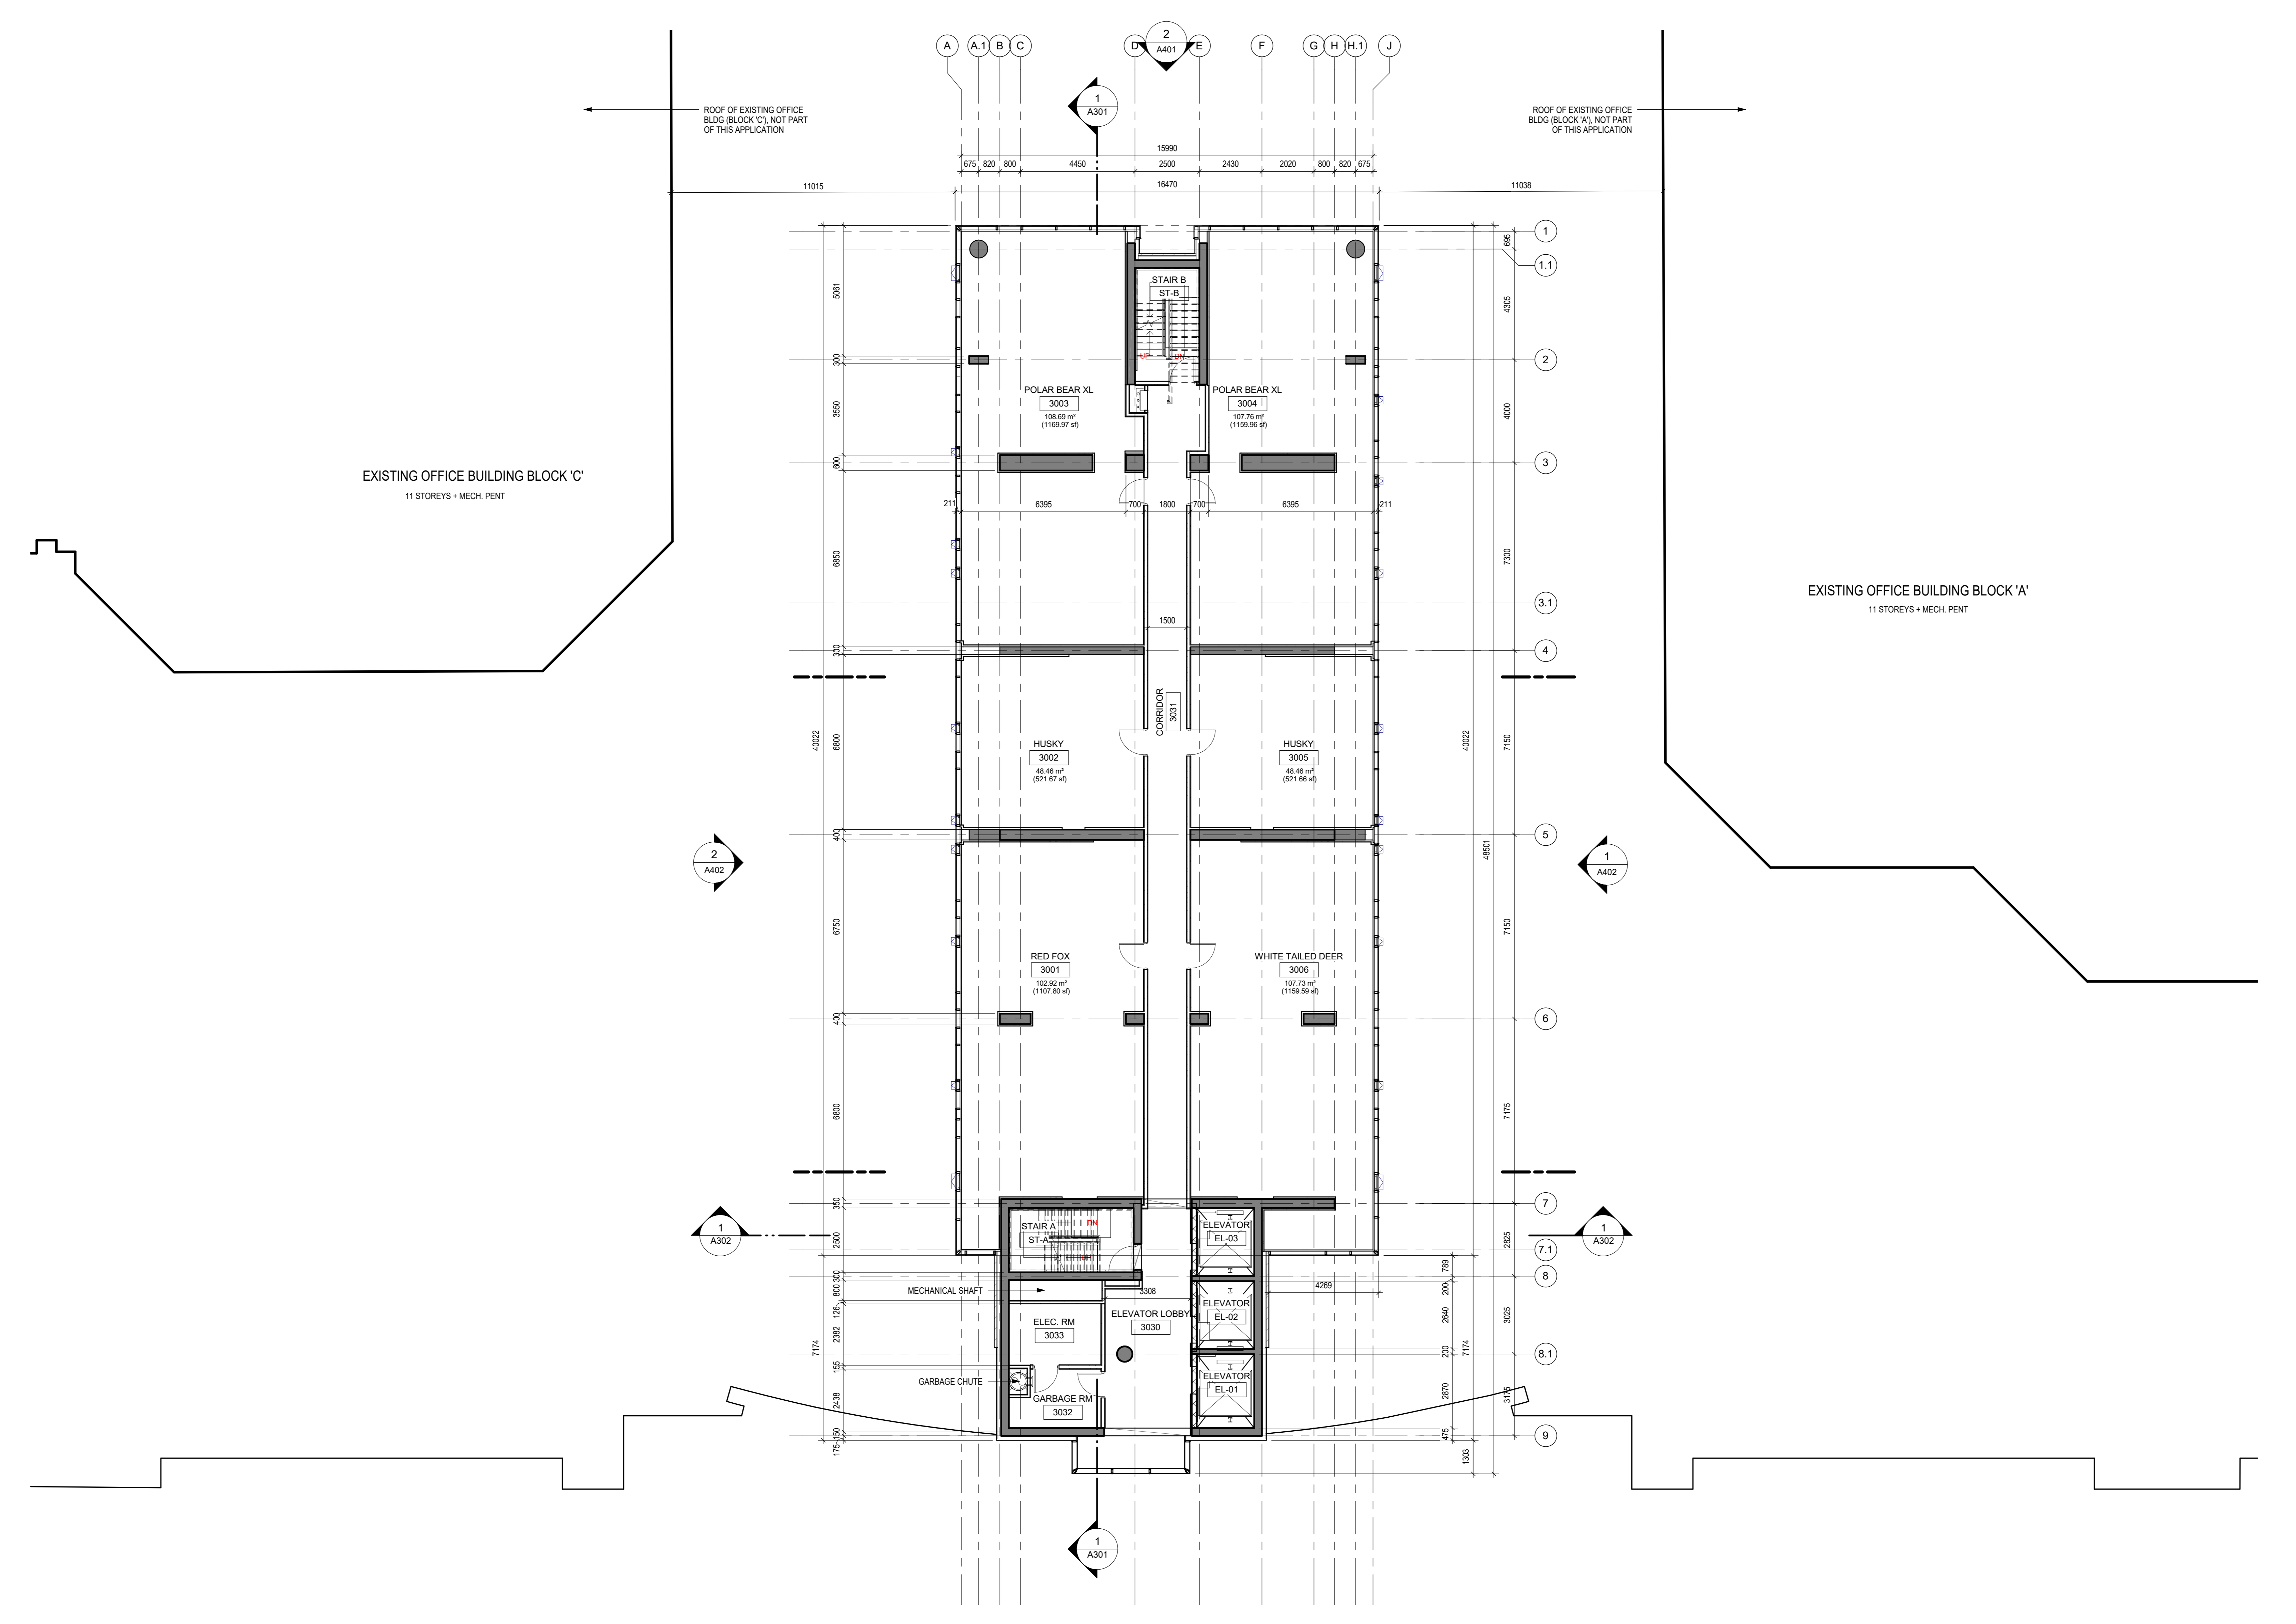 A
A.1
B
C
D
2
A401
E
F
G
H
H.1
J
1
A301
ROOF OF EXISTING OFFICE
BLDG (BLOCK 'C'), NOT PART
OF THIS APPLICATION
ROOF OF EXISTING OFFICE
BLDG (BLOCK 'A'), NOT PART
OF THIS APPLICATION
15990
675 820 800 4450 2500 2430 2020 800 820 675
11015
16470
11038
1
695
1.1
STAIR B
ST-B
5061
4305
300
UP
DN
2
POLAR BEAR XL
3003
108.69 m²
(1169.97 sf)
POLAR BEAR XL
3004
107.76 m²
(1159.96 sf)
3550
4000
600
3
EXISTING OFFICE BUILDING BLOCK 'C'
11 STOREYS + MECH. PENT
211
6395
700
1800
700
6395
211
6850
7300
EXISTING OFFICE BUILDING BLOCK 'A'
11 STOREYS + MECH. PENT
3.1
1500
300
4
CORRIDOR
3031
40022
6800
HUSKY
3002
48.46 m²
(521.67 sf)
HUSKY
3005
48.46 m²
(521.66 sf)
40022
7150
400
5
48501
2
A402
1
A402
6750
RED FOX
3001
102.92 m²
(1107.80 sf)
WHITE TAILED DEER
3006
107.73 m²
(1159.59 sf)
7150
400
6
6800
7175
350
7
1
A302
STAIR A
ST-A
DN
UP
ELEVATOR
EL-03
1
A302
2500
2825
7.1
789
300
8
MECHANICAL SHAFT
800
3308
4269
200
126
ELEC. RM
3033
ELEVATOR LOBBY
3030
ELEVATOR
EL-02
2640
3025
2382
7174
7174
200
8.1
155
GARBAGE CHUTE
ELEVATOR
EL-01
2438
GARBAGE RM
3032
2870
3175
150
475
9
175
1303
1
A301